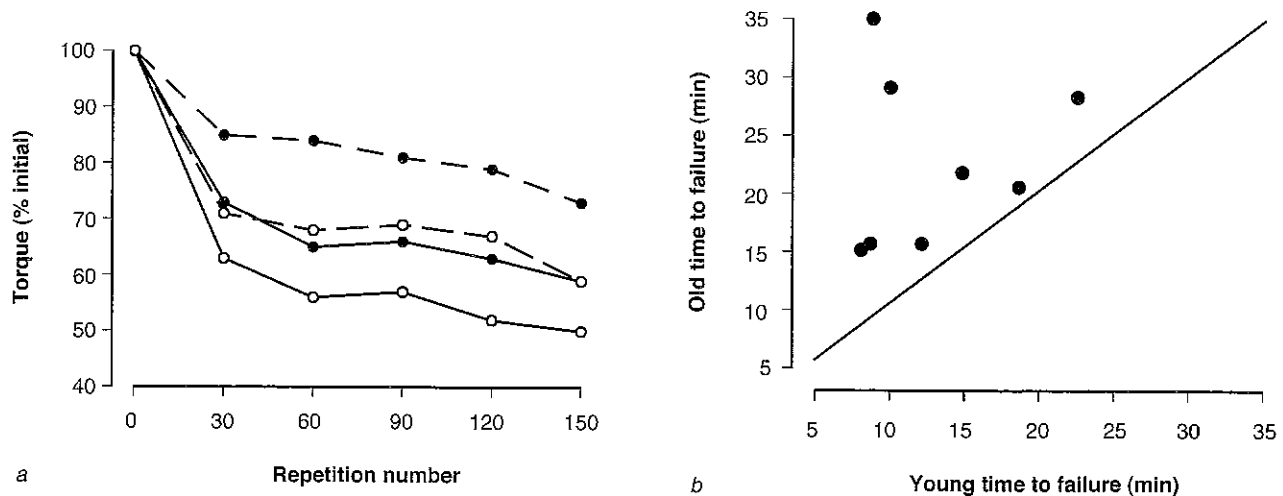 Torque (% initial)
100
90
80
70
60
50
40
0 30 60 90 120 150
Repetition number
a
Old time to failure (min)
35
30
25
20
15
10
5
5 10 15 20 25 30 35
Young time to failure (min)
b